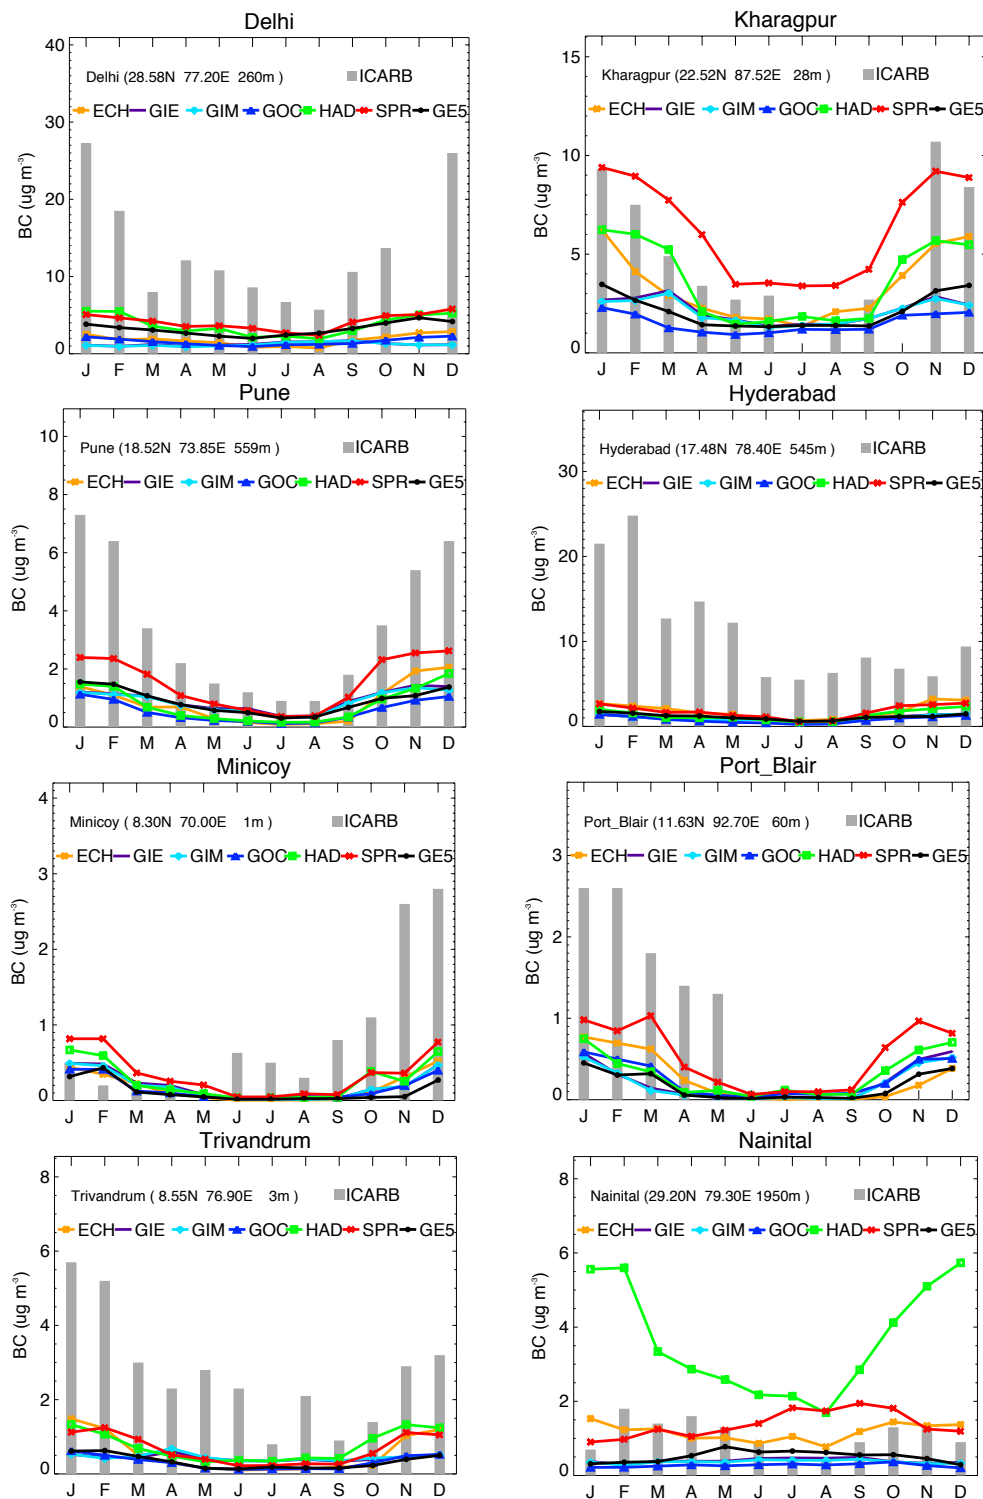 Delhi
40
30
20
10
0
BC (ug m-3)
Delhi (28.58N 77.20E 260m )
ICARB
ECH GIE GIM GOC HAD SPR GE5
J F M A M J J A S O N D
Kharagpur
15
10
5
0
BC (ug m-3)
Kharagpur (22.52N 87.52E 28m )
ICARB
ECH GIE GIM GOC HAD SPR GE5
J F M A M J J A S O N D
Pune
10
8
6
4
2
0
BC (ug m-3)
Pune (18.52N 73.85E 559m )
ICARB
ECH GIE GIM GOC HAD SPR GE5
J F M A M J J A S O N D
Hyderabad
30
20
10
0
BC (ug m-3)
Hyderabad (17.48N 78.40E 545m )
ICARB
ECH GIE GIM GOC HAD SPR GE5
J F M A M J J A S O N D
Minicoy
4
3
2
1
0
BC (ug m-3)
Minicoy ( 8.30N 70.00E 1m )
ICARB
ECH GIE GIM GOC HAD SPR GE5
J F M A M J J A S O N D
Port_Blair
3
2
1
0
BC (ug m-3)
Port_Blair (11.63N 92.70E 60m )
ICARB
ECH GIE GIM GOC HAD SPR GE5
J F M A M J J A S O N D
Trivandrum
8
6
4
2
0
BC (ug m-3)
Trivandrum ( 8.55N 76.90E 3m )
ICARB
ECH GIE GIM GOC HAD SPR GE5
J F M A M J J A S O N D
Nainital
8
6
4
2
0
BC (ug m-3)
Nainital (29.20N 79.30E 1950m )
ICARB
ECH GIE GIM GOC HAD SPR GE5
J F M A M J J A S O N D